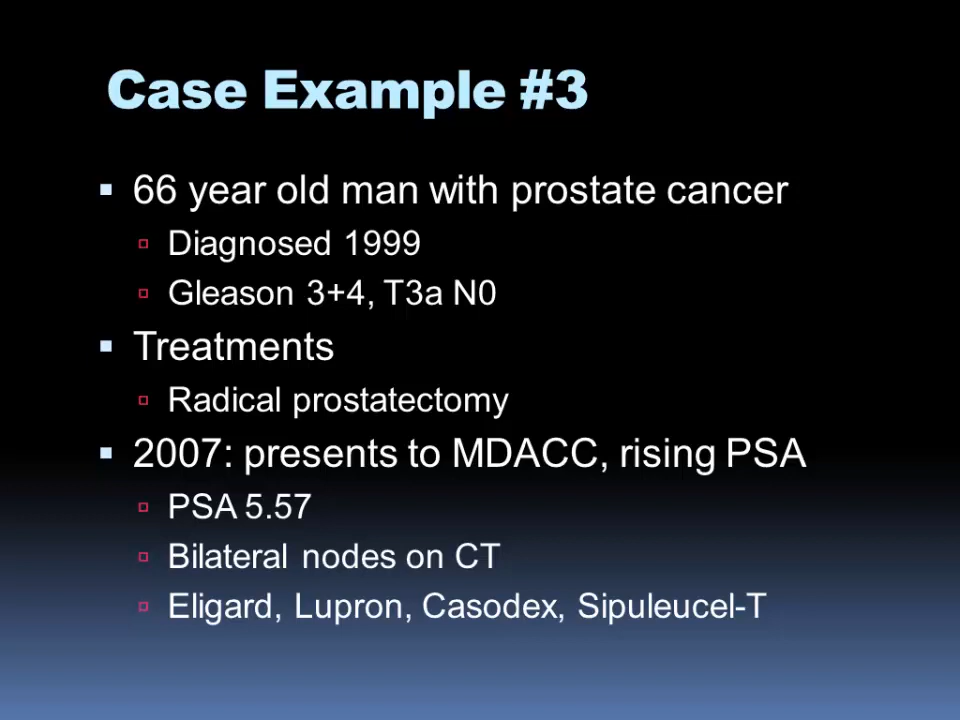 Case Example #3
66 year old man with prostate cancer
Diagnosed 1999
Gleason 3+4, T3a N0
Treatments
Radical prostatectomy
2007: presents to MDACC, rising PSA
PSA 5.57
Bilateral nodes on CT
Eligard, Lupron, Casodex, Sipuleucel-T